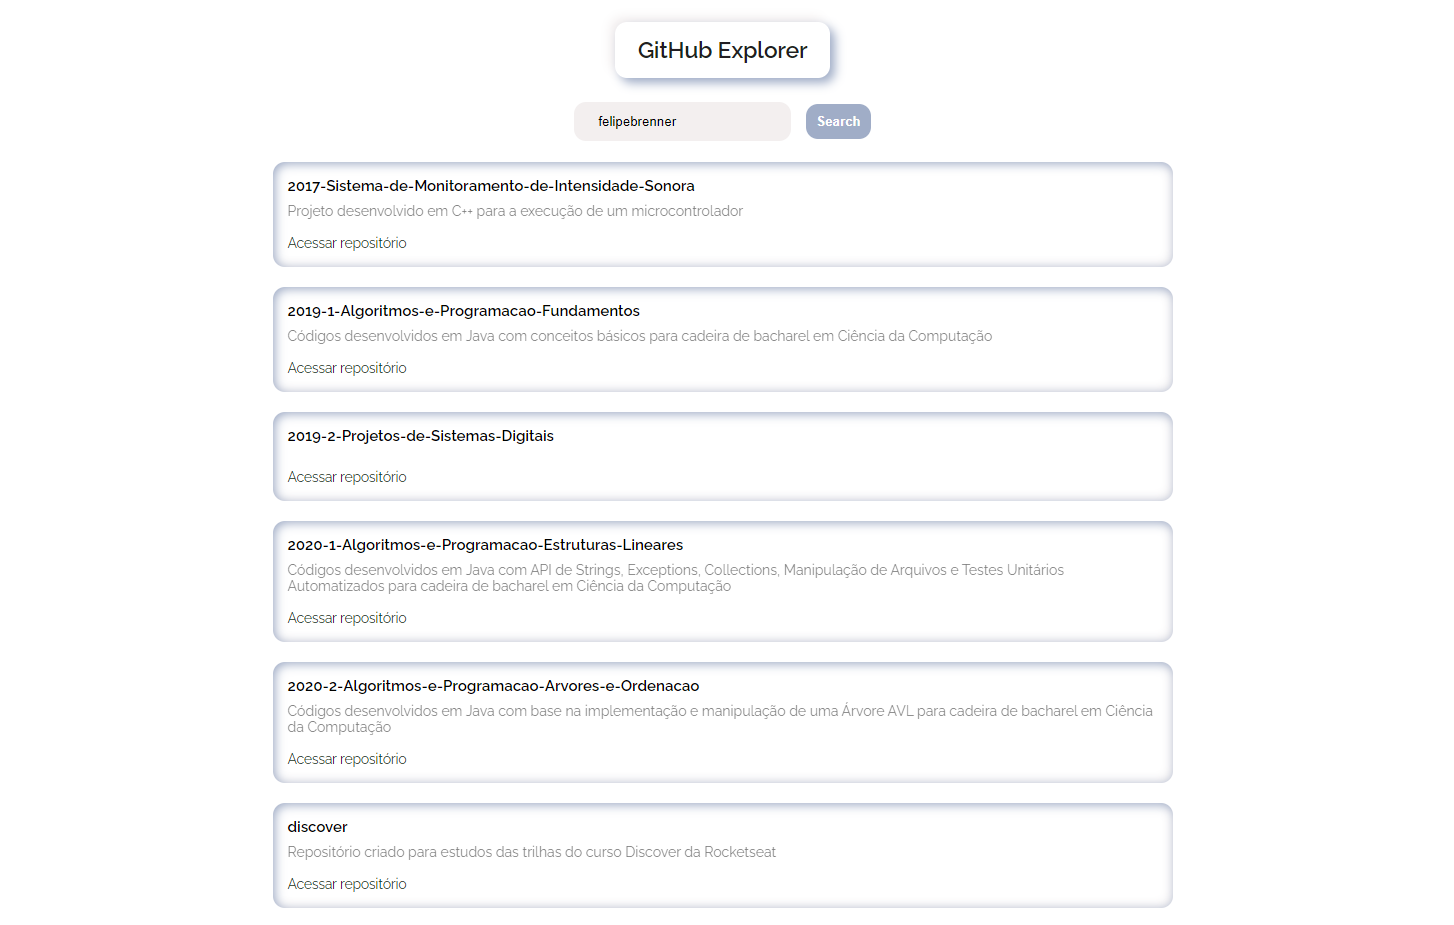 GitHub Explorer
felipebrenner
Search
2017-Sistema-de-Monitoramento-de-Intensidade-Sonora
Projeto desenvolvido em C++ para a execução de um microcontrolador
Acessar repositório
2019-1-Algoritmos-e-Programacao-Fundamentos
Códigos desenvolvidos em Java com conceitos básicos para cadeira de bacharel em Ciência da Computação
Acessar repositório
2019-2-Projetos-de-Sistemas-Digitais
Acessar repositório
2020-1-Algoritmos-e-Programacao-Estruturas-Lineares
Códigos desenvolvidos em Java com API de Strings, Exceptions, Collections, Manipulação de Arquivos e Testes Unitários
Automatizados para cadeira de bacharel em Ciência da Computação
Acessar repositório
2020-2-Algoritmos-e-Programacao-Arvores-e-Ordenacao
Códigos desenvolvidos em Java com base na implementação e manipulação de uma Árvore AVL para cadeira de bacharel em Ciência
da Computação
Acessar repositório
discover
Repositório criado para estudos das trilhas do curso Discover da Rocketseat
Acessar repositório